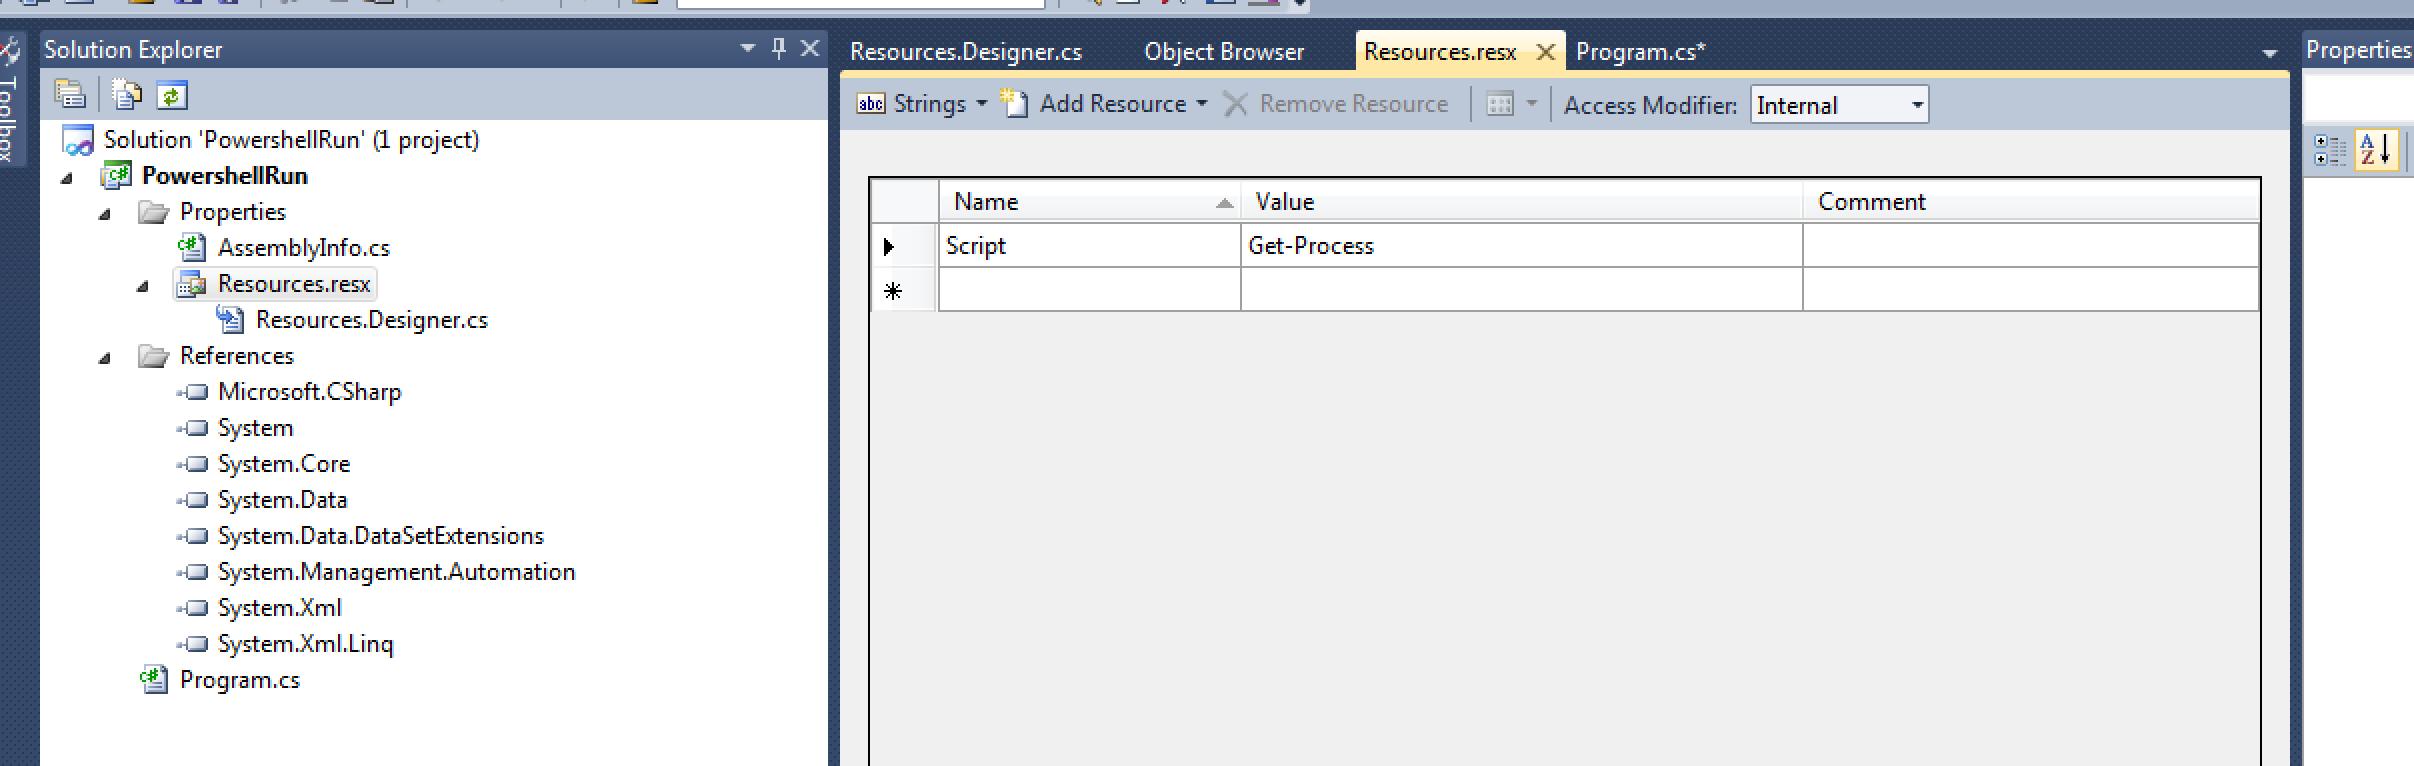 Toolbox
Solution Explorer
Solution 'PowershellRun' (1 project)
PowershellRun
Properties
AssemblyInfo.cs
Resources.resx
Resources.Designer.cs
References
Microsoft.CSharp
System
System.Core
System.Data
System.Data.DataSetExtensions
System.Management.Automation
System.Xml
System.Xml.Linq
Program.cs
Resources.Designer.cs Object Browser Resources.resx Program.cs*
abc Strings Add Resource Remove Resource Access Modifier: Internal
Name Value Comment
Script Get-Process
Properties
AZ